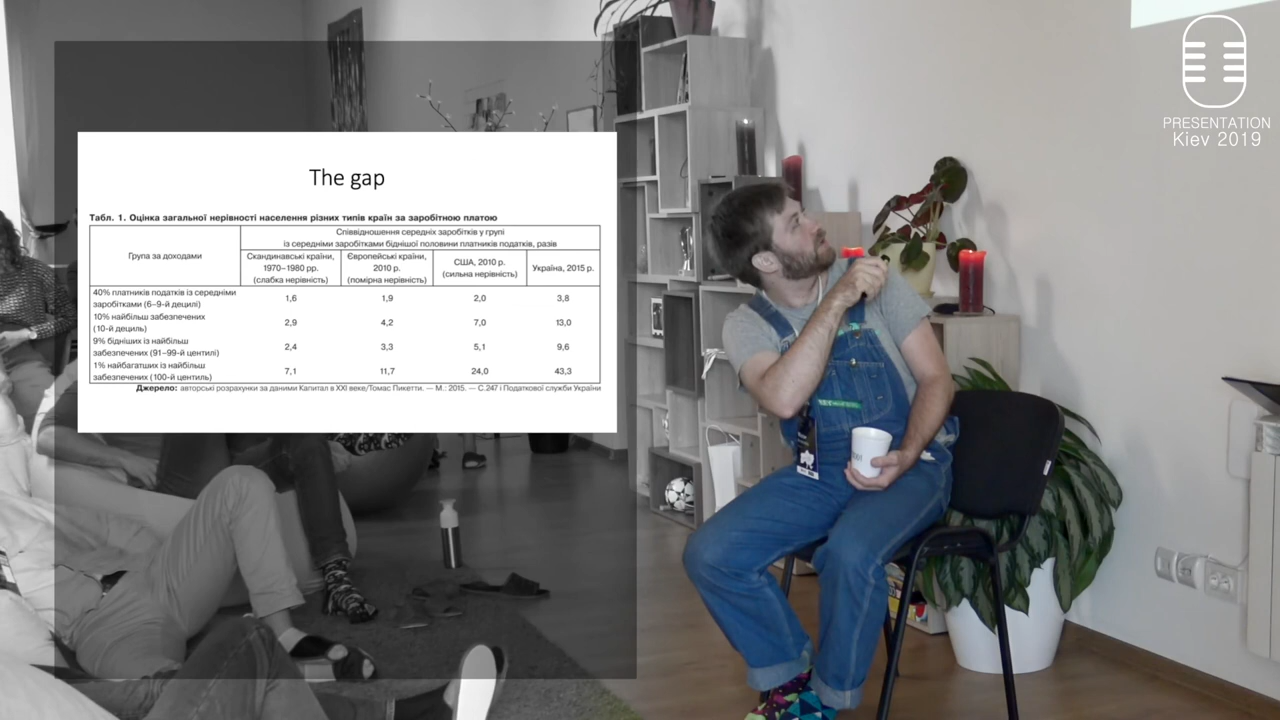 PRESENTATION
Kiev 2019
The gap
Табл. 1. Оцінка загальної нерівності населення різних типів країн за заробітною платою
Група за доходами
Співвідношення середніх заробітків у групі
із середніми заробітками біднішої половини платників податків, разів
Скандинавські країни,
1970–1980 рр.
(слабка нерівність)
Європейські країни,
2010 р.
(помірна нерівність)
США, 2010 р.
(сильна нерівність)
Україна, 2015 р.
40% платників податків із середніми
заробітками (6–9-й децилі)
1,6
1,9
2,0
3,8
10% найбільш забезпечених
(10-й дециль)
2,9
4,2
7,0
13,0
9% бідніших із найбільш
забезпечених (91–99-й центилі)
2,4
3,3
5,1
9,6
1% найбагатших із найбільш
забезпечених (100-й центиль)
7,1
11,7
24,0
43,3
Джерело: авторські розрахунки за даними Капитал в XXI веке/Томас Пикетти. — М.: 2015. — С.247 і Податкової служби України